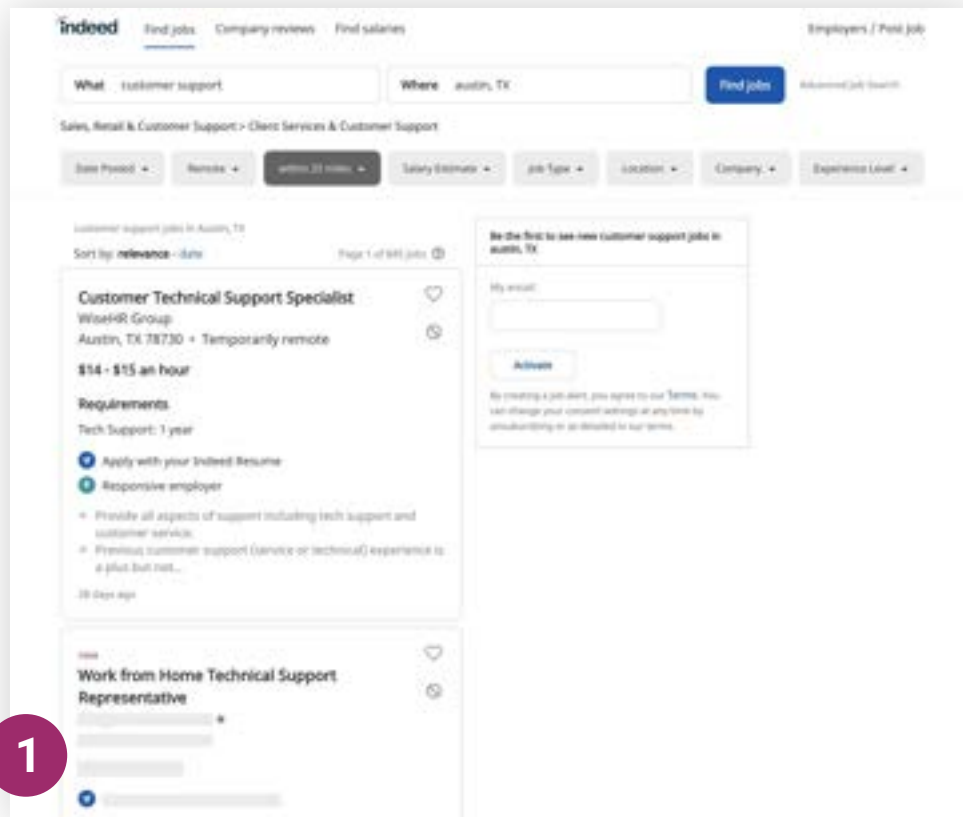 indeed Find jobs Company reviews Find salaries Employers / Post Job
What customer support Where austin, TX Find jobs Advanced Job Search
Sales, Retail & Customer Support > Client Services & Customer Support
Date Posted Remote within 25 miles Salary Estimate Job Type Location Company Experience Level
customer support jobs in Austin, TX
Sort by: relevance - date Page 1 of jobs
Customer Technical Support Specialist
WiseHR Group
Austin, TX 78730 • Temporarily remote
$14 - $15 an hour
Requirements
Tech Support: 1 year
Apply with your Indeed Resume
Responsive employer
Provide all aspects of support including tech support and
customer service.
Previous customer support (service or technical) experience is
a plus but not...
28 days ago
new
Work from Home Technical Support
Representative
1
Be the first to see new customer support jobs in
austin, TX
My email:
Activate
By creating a job alert, you agree to our Terms. You
can change your consent settings at any time by
unsubscribing or as detailed in our terms.